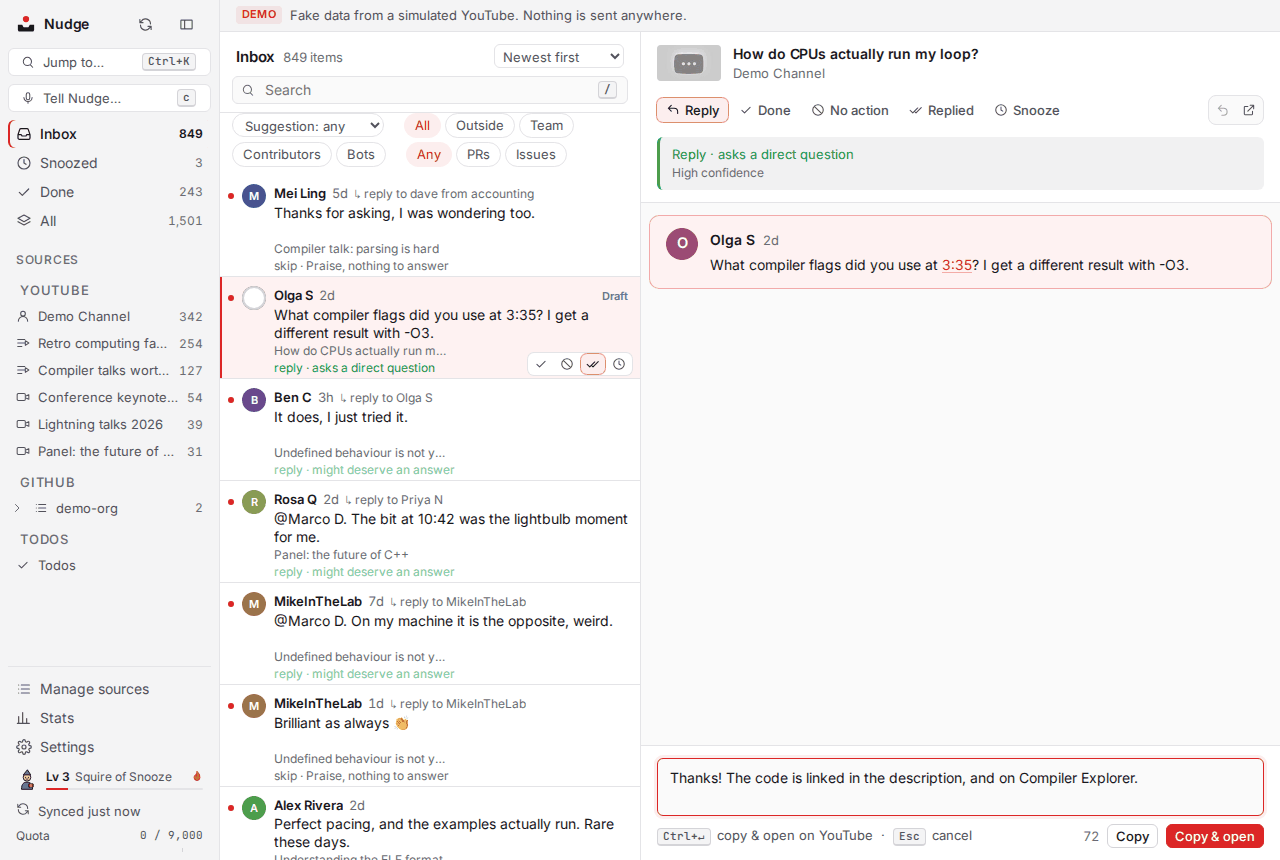 Nudge
Jump to... Ctrl+K
Tell Nudge... c
Inbox 849
Snoozed 3
Done 243
All 1,501
SOURCES
YOUTUBE
Demo Channel 342
Retro computing fa... 254
Compiler talks wort... 127
Conference keynote... 54
Lightning talks 2026 39
Panel: the future of ... 31
GITHUB
demo-org 2
TODOS
Todos
Manage sources
Stats
Settings
Lv 3 Squire of Snooze
Synced just now
Quota 0 / 9,000
DEMO Fake data from a simulated YouTube. Nothing is sent anywhere.
Inbox 849 items Newest first
Search /
Suggestion: any All Outside Team
Contributors Bots Any PRs Issues
M Mei Ling 5d ↳ reply to dave from accounting
Thanks for asking, I was wondering too.
Compiler talk: parsing is hard
skip · Praise, nothing to answer
Olga S 2d Draft
What compiler flags did you use at 3:35? I get a
different result with -O3.
How do CPUs actually run m...
reply · asks a direct question
B Ben C 3h ↳ reply to Olga S
It does, I just tried it.
Undefined behaviour is not y...
reply · might deserve an answer
R Rosa Q 2d ↳ reply to Priya N
@Marco D. The bit at 10:42 was the lightbulb moment
for me.
Panel: the future of C++
reply · might deserve an answer
M MikeInTheLab 7d ↳ reply to MikeInTheLab
@Marco D. On my machine it is the opposite, weird.
Undefined behaviour is not y...
reply · might deserve an answer
M MikeInTheLab 1d ↳ reply to MikeInTheLab
Brilliant as always 👏
Undefined behaviour is not y...
skip · Praise, nothing to answer
A Alex Rivera 2d
Perfect pacing, and the examples actually run. Rare
these days.
Understanding the ELF format
How do CPUs actually run my loop?
Demo Channel
Reply Done No action Replied Snooze
Reply · asks a direct question
High confidence
O Olga S 2d
What compiler flags did you use at 3:35? I get a different result with -O3.
Thanks! The code is linked in the description, and on Compiler Explorer.
Ctrl+↵ copy & open on YouTube · Esc cancel 72 Copy Copy & open